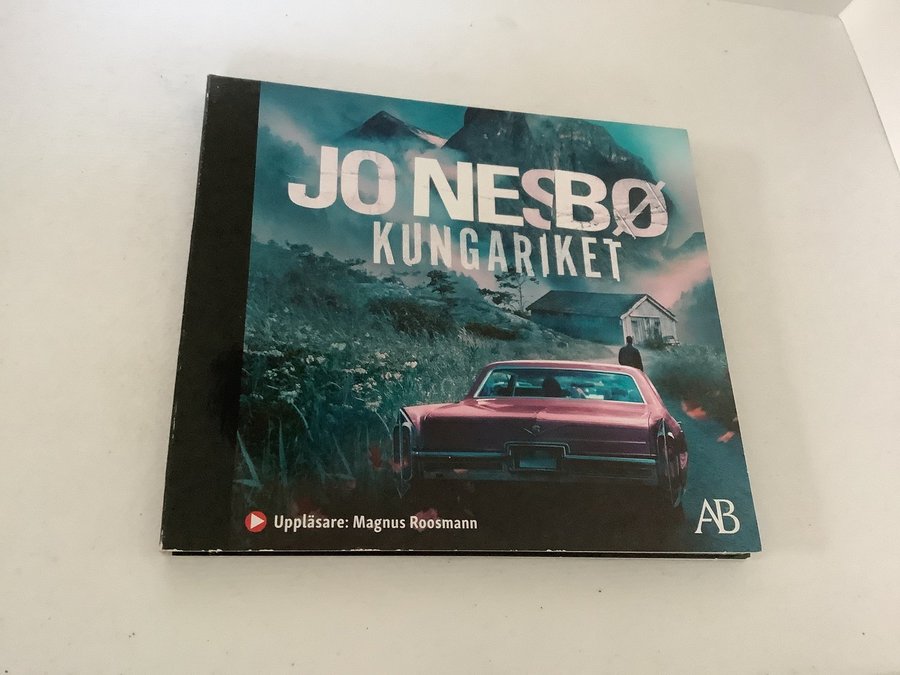 JO NESBØ
KUNGARIKET
Uppläsare: Magnus Roosmann
AB